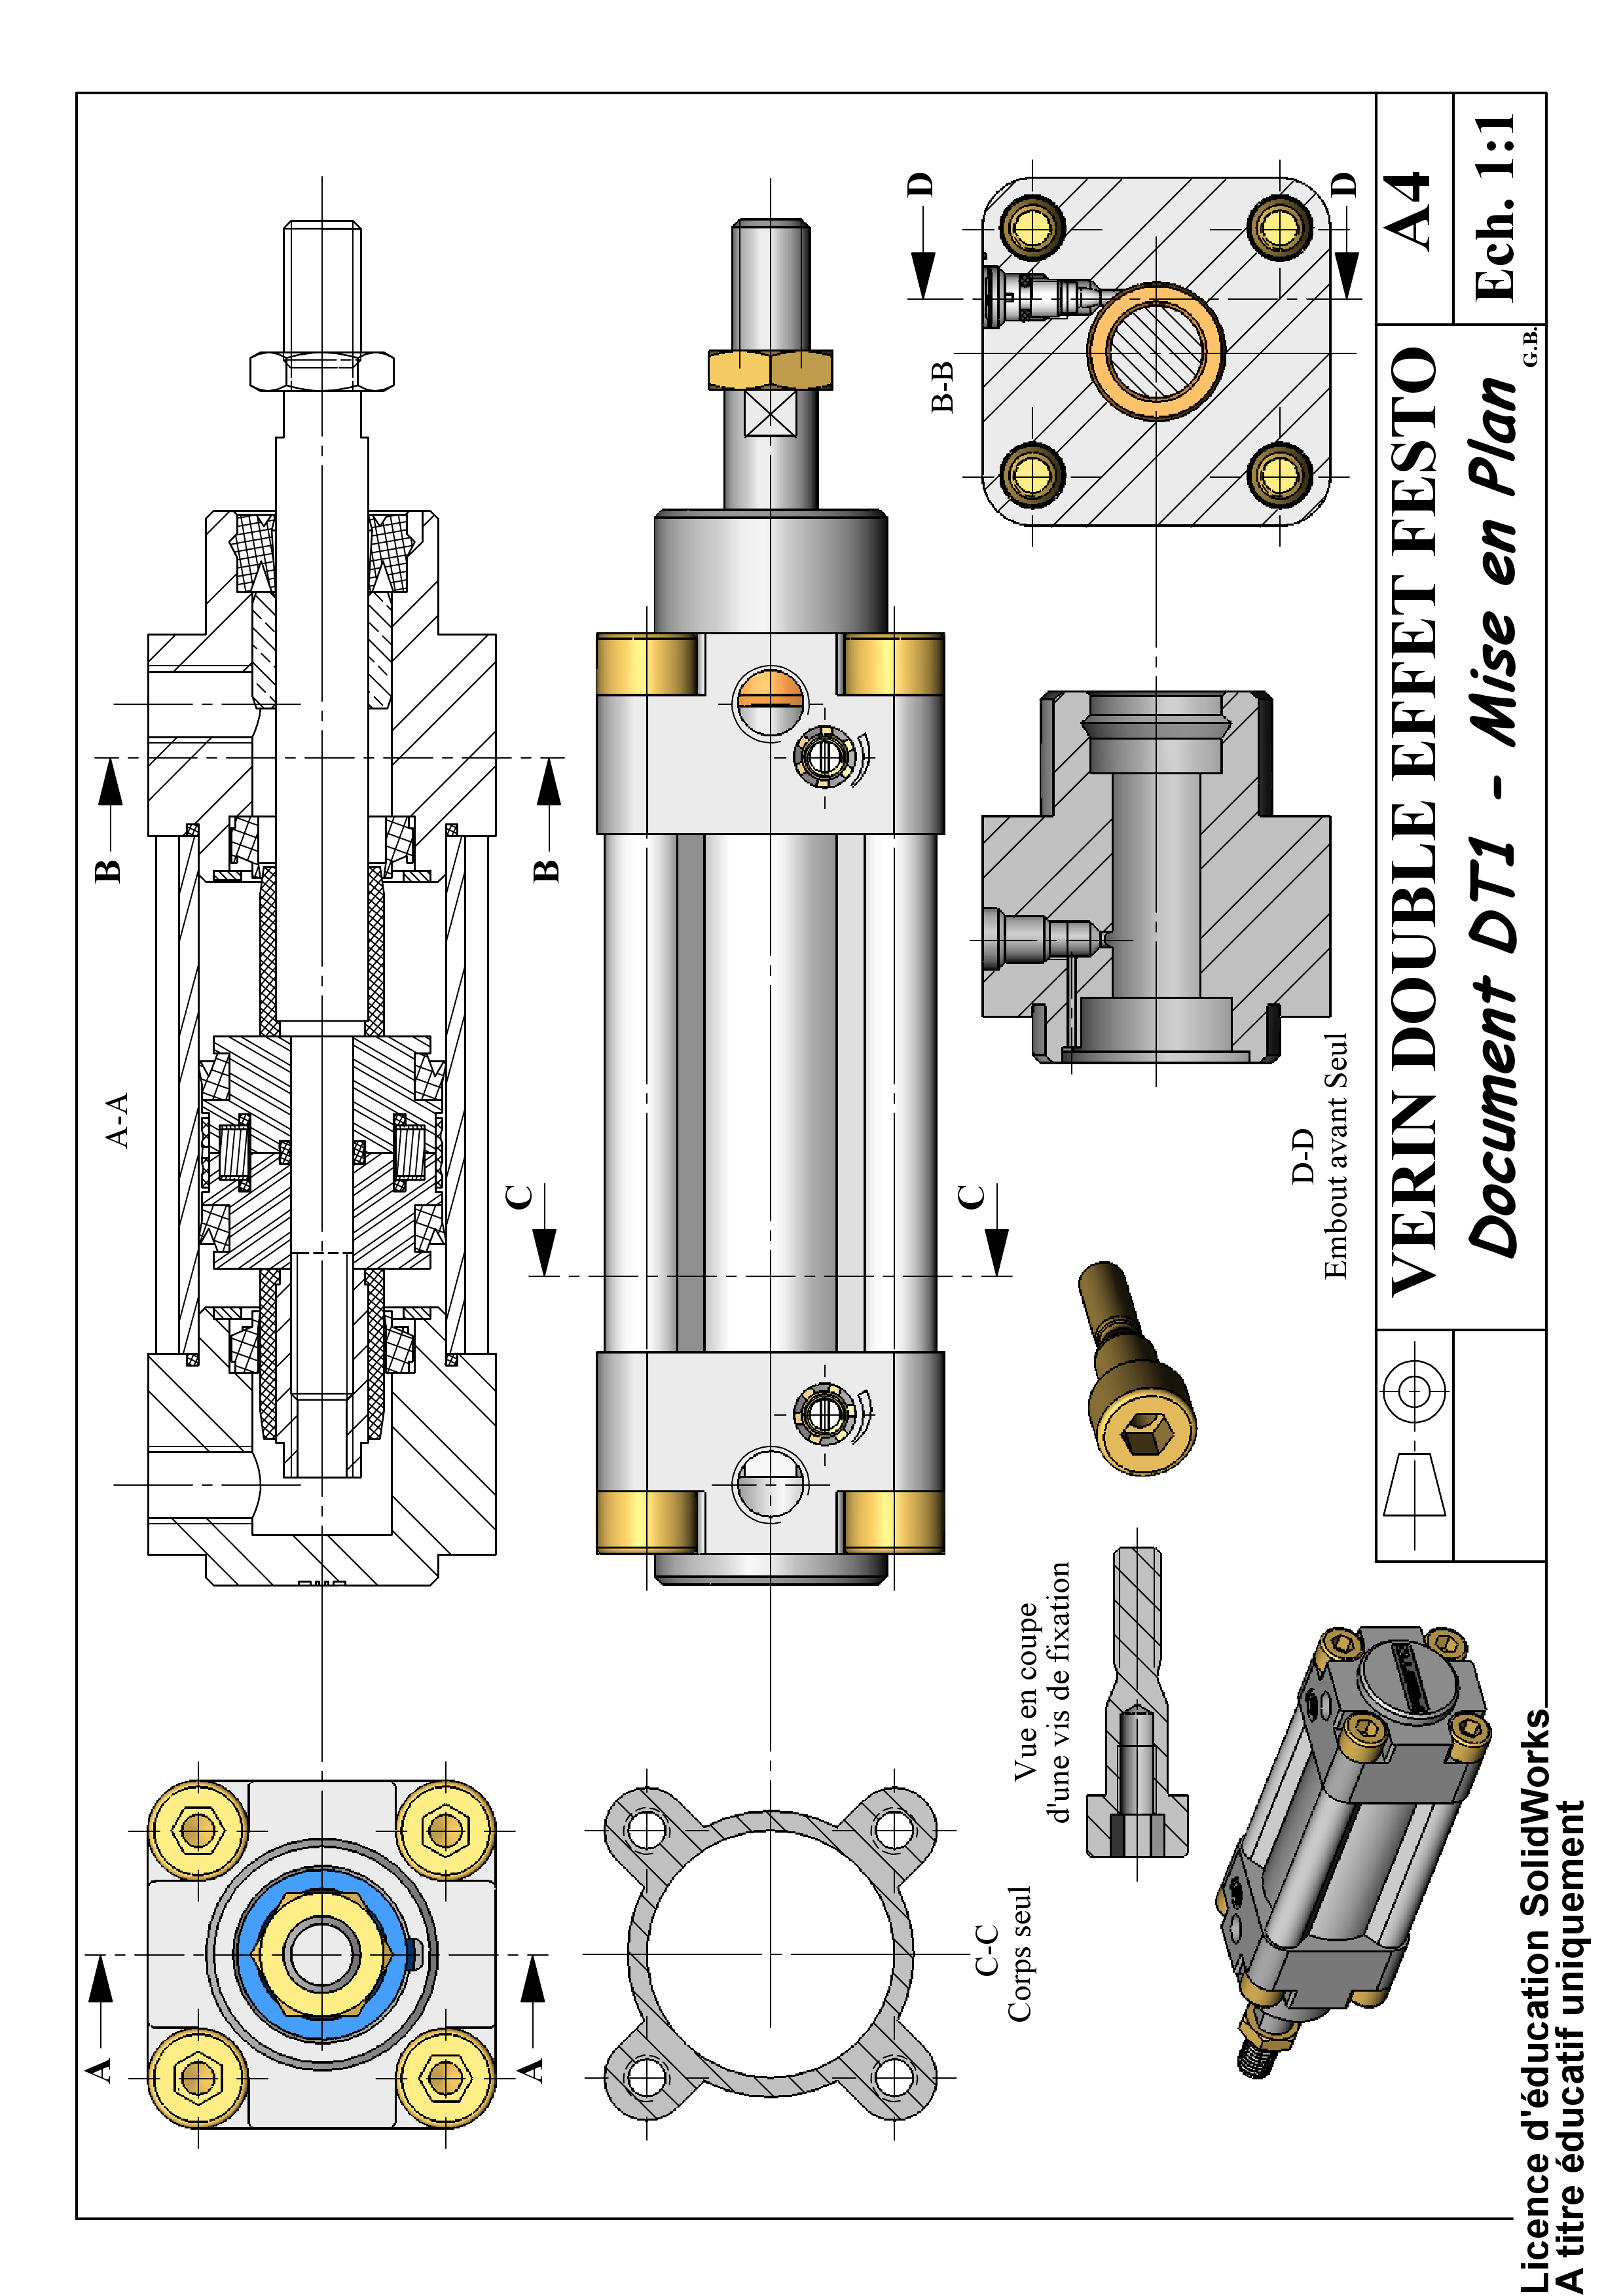 A
A
A-A
B
B
C
C
B-B
D
D
C-C
Corps seul
Vue en coupe
d'une vis de fixation
D-D
Embout avant Seul
VERIN DOUBLE EFFET FESTO
A4
Document DT1 - Mise en Plan
G.B.
Ech. 1:1
Licence d'éducation SolidWorks
A titre éducatif uniquement